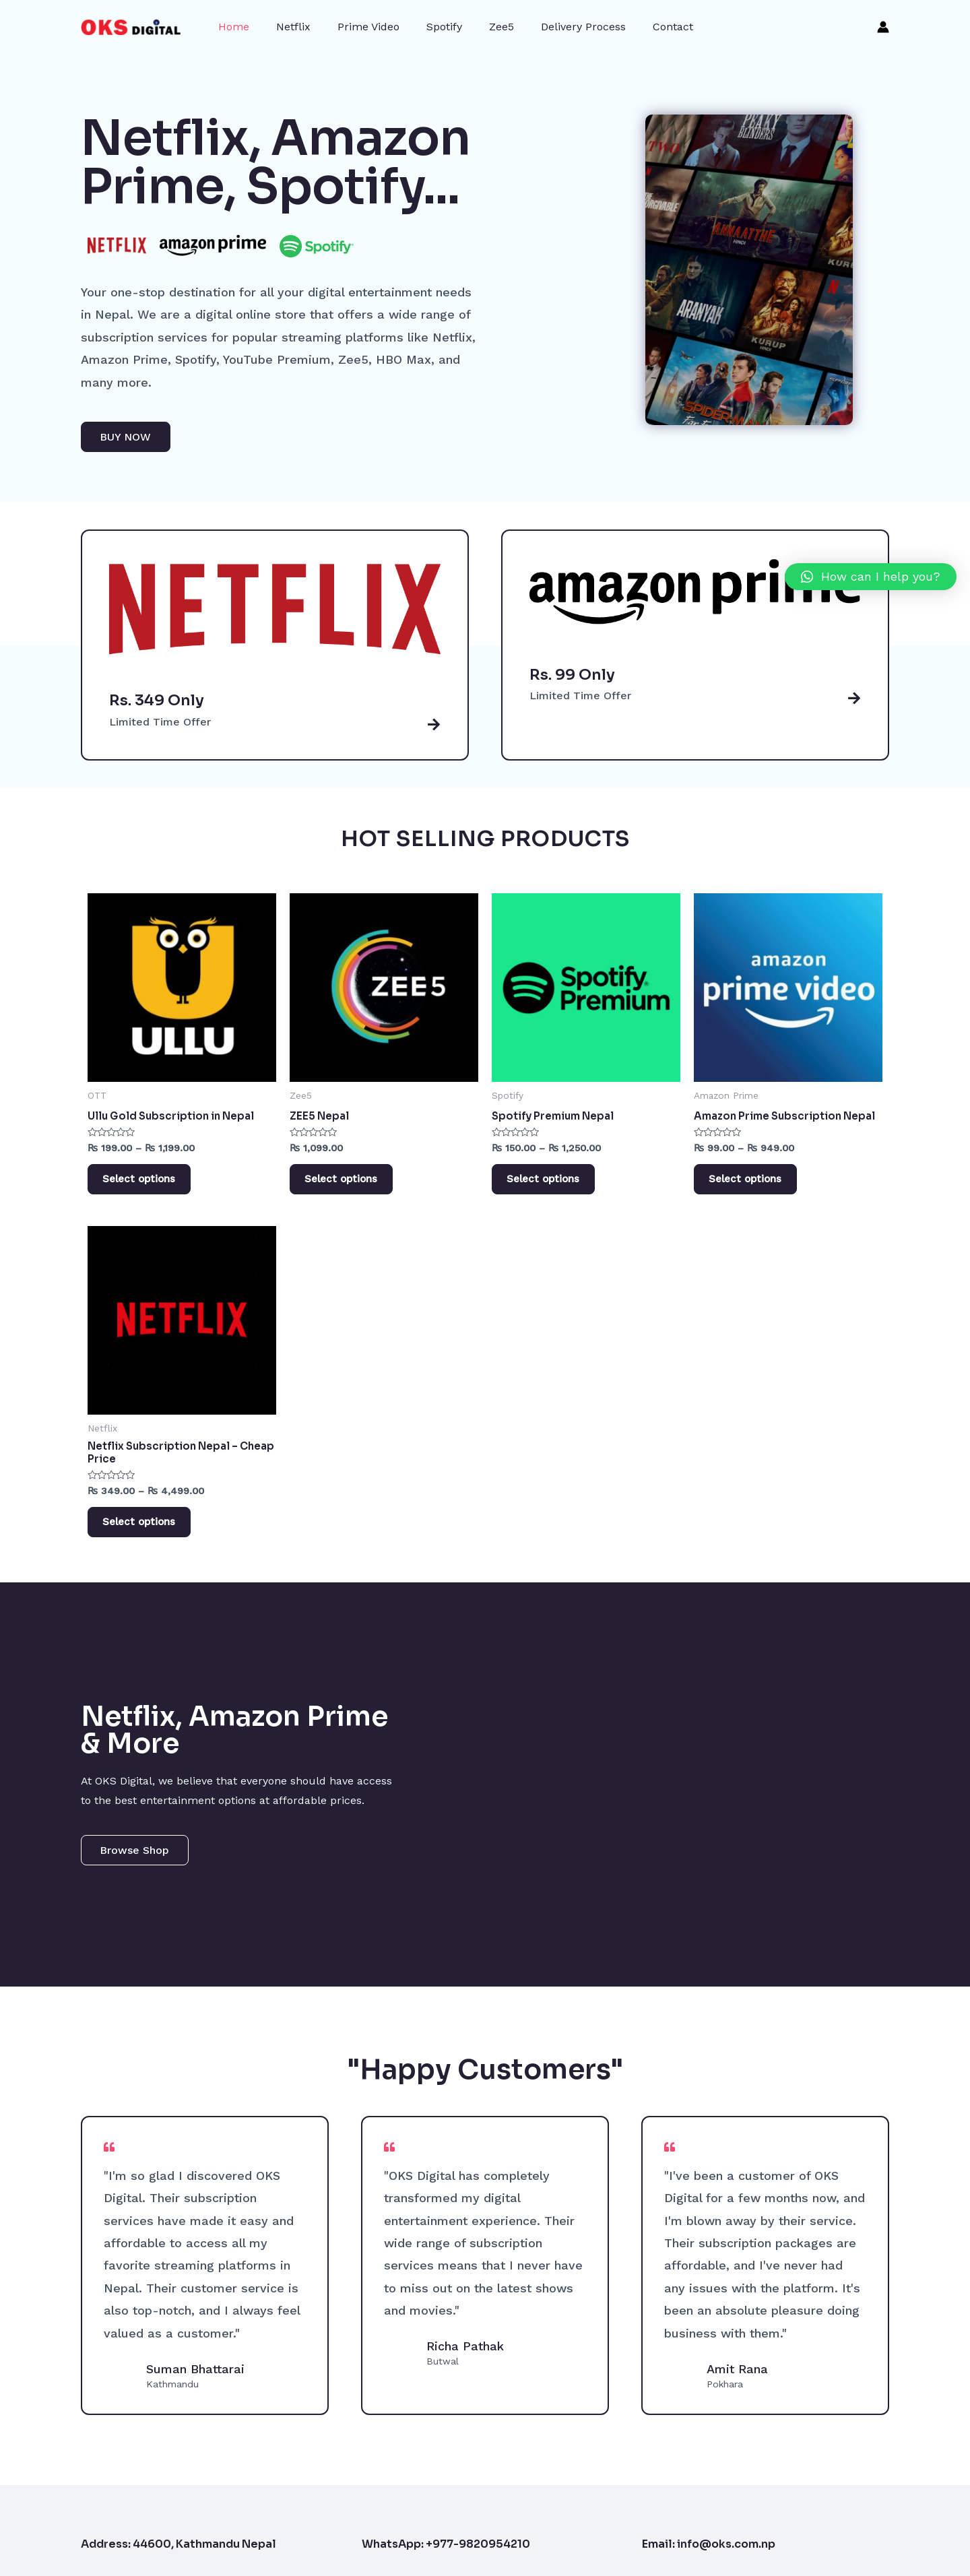 OKS DIGITAL
Home Netflix Prime Video Spotify Zee5 Delivery Process Contact
Netflix, Amazon
Prime, Spotify...
NETFLIX amazon prime Spotify
Your one-stop destination for all your digital entertainment needs
in Nepal. We are a digital online store that offers a wide range of
subscription services for popular streaming platforms like Netflix,
Amazon Prime, Spotify, YouTube Premium, Zee5, HBO Max, and
many more.
BUY NOW
PEAKY
BLINDERS
TWO
ANNAATTHE
HINDI
KURUP
ARANYAK
KURUP
HINDI
SPIDER-MAN
NETFLIX
Rs. 349 Only
Limited Time Offer
amazon prime
Rs. 99 Only
Limited Time Offer
How can I help you?
HOT SELLING PRODUCTS
U
ULLU
ZEE5
Spotify
Premium
amazon
prime video
OTT
Ullu Gold Subscription in Nepal
₨ 199.00 – ₨ 1,199.00
Select options
Zee5
ZEE5 Nepal
₨ 1,099.00
Select options
Spotify
Spotify Premium Nepal
₨ 150.00 – ₨ 1,250.00
Select options
Amazon Prime
Amazon Prime Subscription Nepal
₨ 99.00 – ₨ 949.00
Select options
NETFLIX
Netflix
Netflix Subscription Nepal – Cheap
Price
₨ 349.00 – ₨ 4,499.00
Select options
Netflix, Amazon Prime
& More
At OKS Digital, we believe that everyone should have access
to the best entertainment options at affordable prices.
Browse Shop
"Happy Customers"
"I'm so glad I discovered OKS
Digital. Their subscription
services have made it easy and
affordable to access all my
favorite streaming platforms in
Nepal. Their customer service is
also top-notch, and I always feel
valued as a customer."
Suman Bhattarai
Kathmandu
"OKS Digital has completely
transformed my digital
entertainment experience. Their
wide range of subscription
services means that I never have
to miss out on the latest shows
and movies."
Richa Pathak
Butwal
"I've been a customer of OKS
Digital for a few months now, and
I'm blown away by their service.
Their subscription packages are
affordable, and I've never had
any issues with the platform. It's
been an absolute pleasure doing
business with them."
Amit Rana
Pokhara
Address: 44600, Kathmandu Nepal
WhatsApp: +977-9820954210
Email: info@oks.com.np